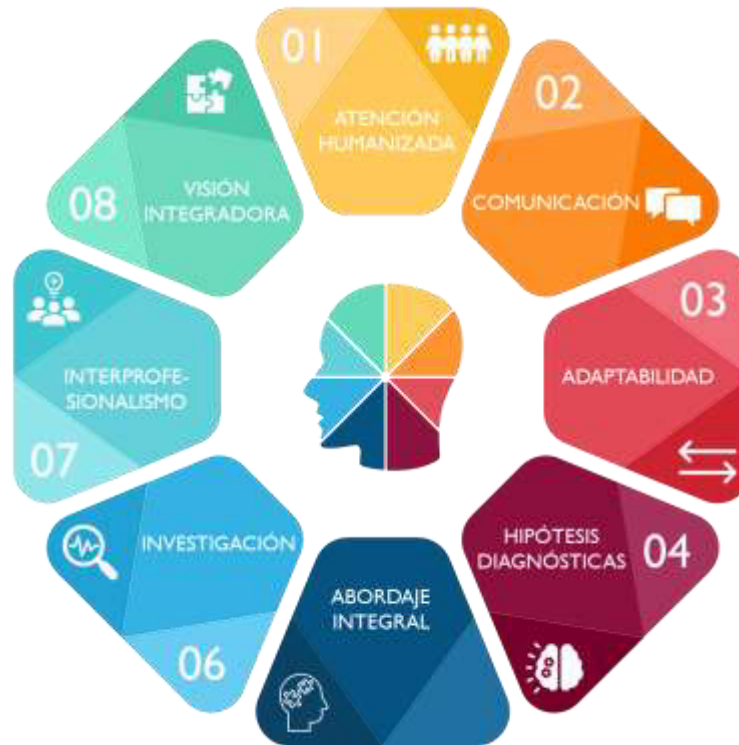 01
ATENCIÓN
HUMANIZADA
02
COMUNICACIÓN
03
ADAPTABILIDAD
HIPÓTESIS
DIAGNÓSTICAS
04
ABORDAJE
INTEGRAL
INVESTIGACIÓN
06
INTERPROFE-
SIONALISMO
07
08
VISIÓN
INTEGRADORA